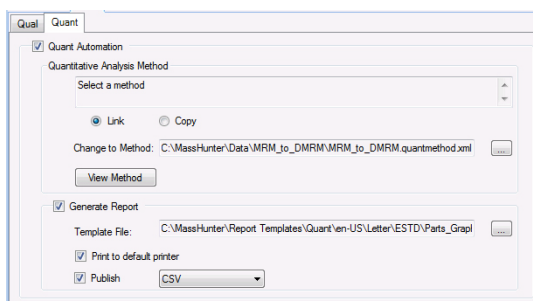 Qual Quant
Quant Automation
Quantitative Analysis Method
Select a method
Link Copy
Change to Method: C:\MassHunter\Data\MRM_to_DMRM\MRM_to_DMRM.quantmethod.xml ...
View Method
Generate Report
Template File: C:\MassHunter\Report Templates\Quant\en-US\Letter\ESTD\Parts_Grapl ...
Print to default printer
Publish CSV